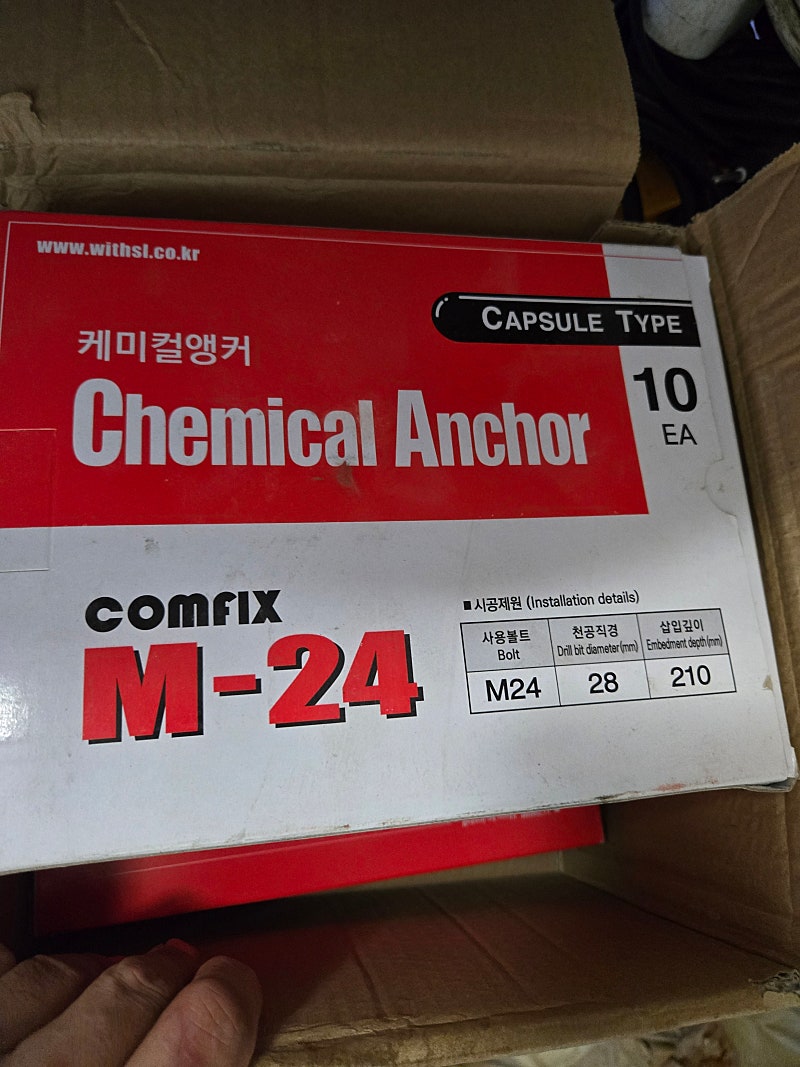 www.withsl.co.kr
CAPSULE TYPE
케미컬앵커
Chemical Anchor
10
EA
COMFIX
M-24
■ 시공제원 (Installation details)
사용볼트 천공직경 삽입깊이
Bolt Drill bit diameter(mm) Embedment depth(mm)
M24 28 210